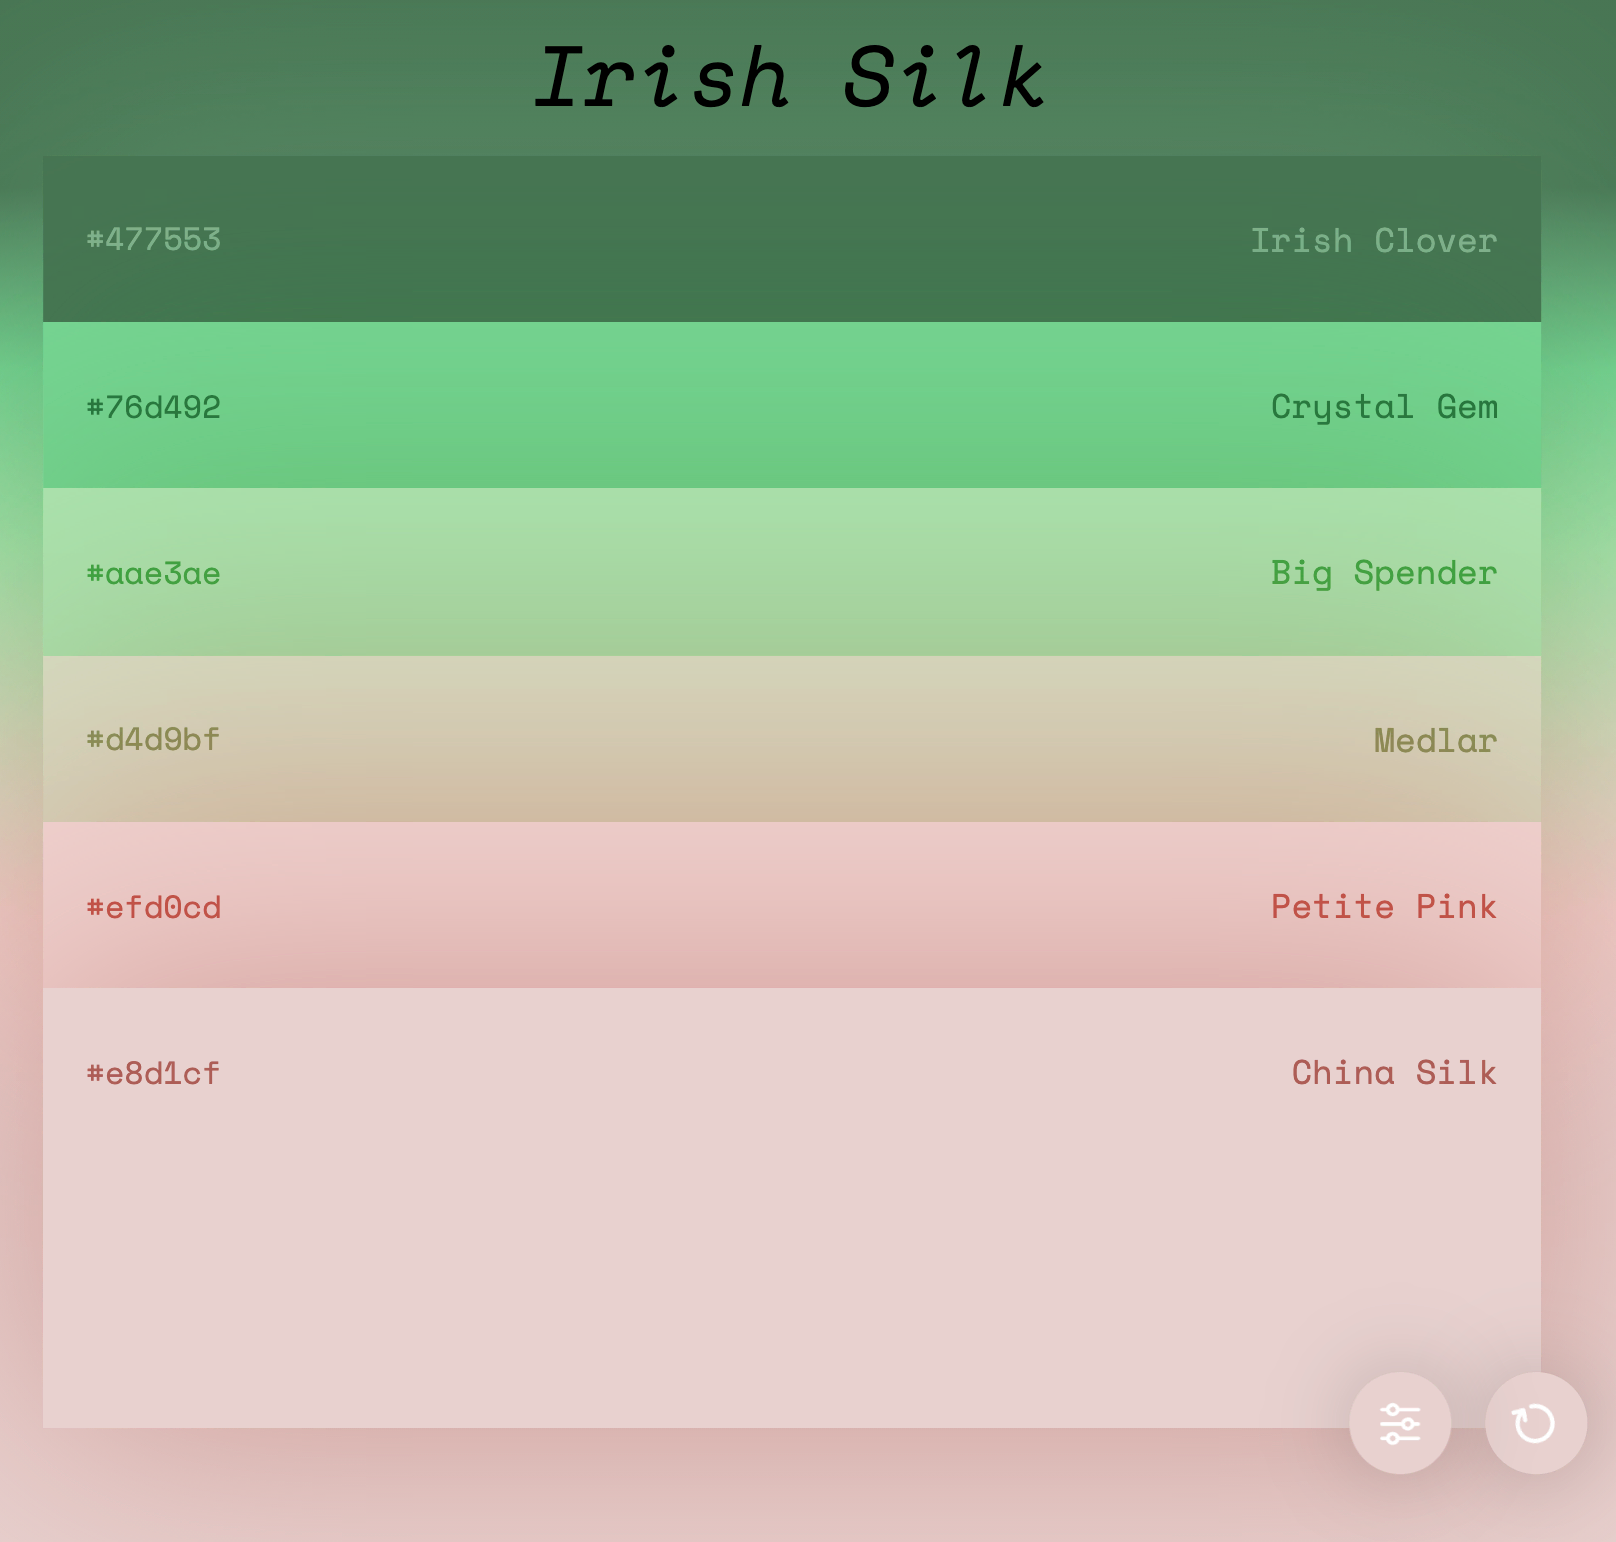 Irish Silk
#477553 Irish Clover
#76d492 Crystal Gem
#aae3ae Big Spender
#d4d9bf Medlar
#efd0cd Petite Pink
#e8d1cf China Silk